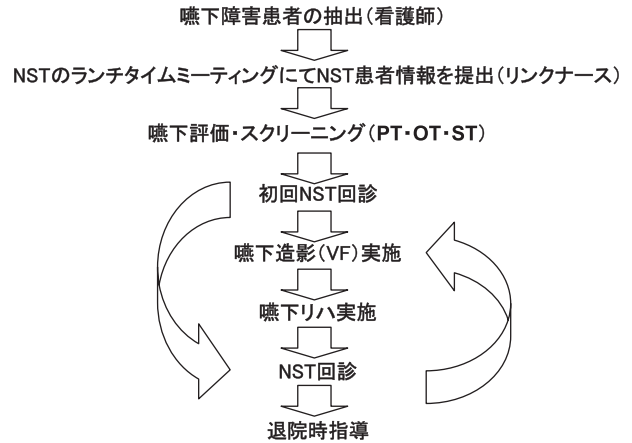 嚥下障害患者の抽出（看護師）
NSTのランチタイムミーティングにてNST患者情報を提出（リンクナース）
嚥下評価・スクリーニング（PT・OT・ST）
初回NST回診
嚥下造影（VF）実施
嚥下リハ実施
NST回診
退院時指導